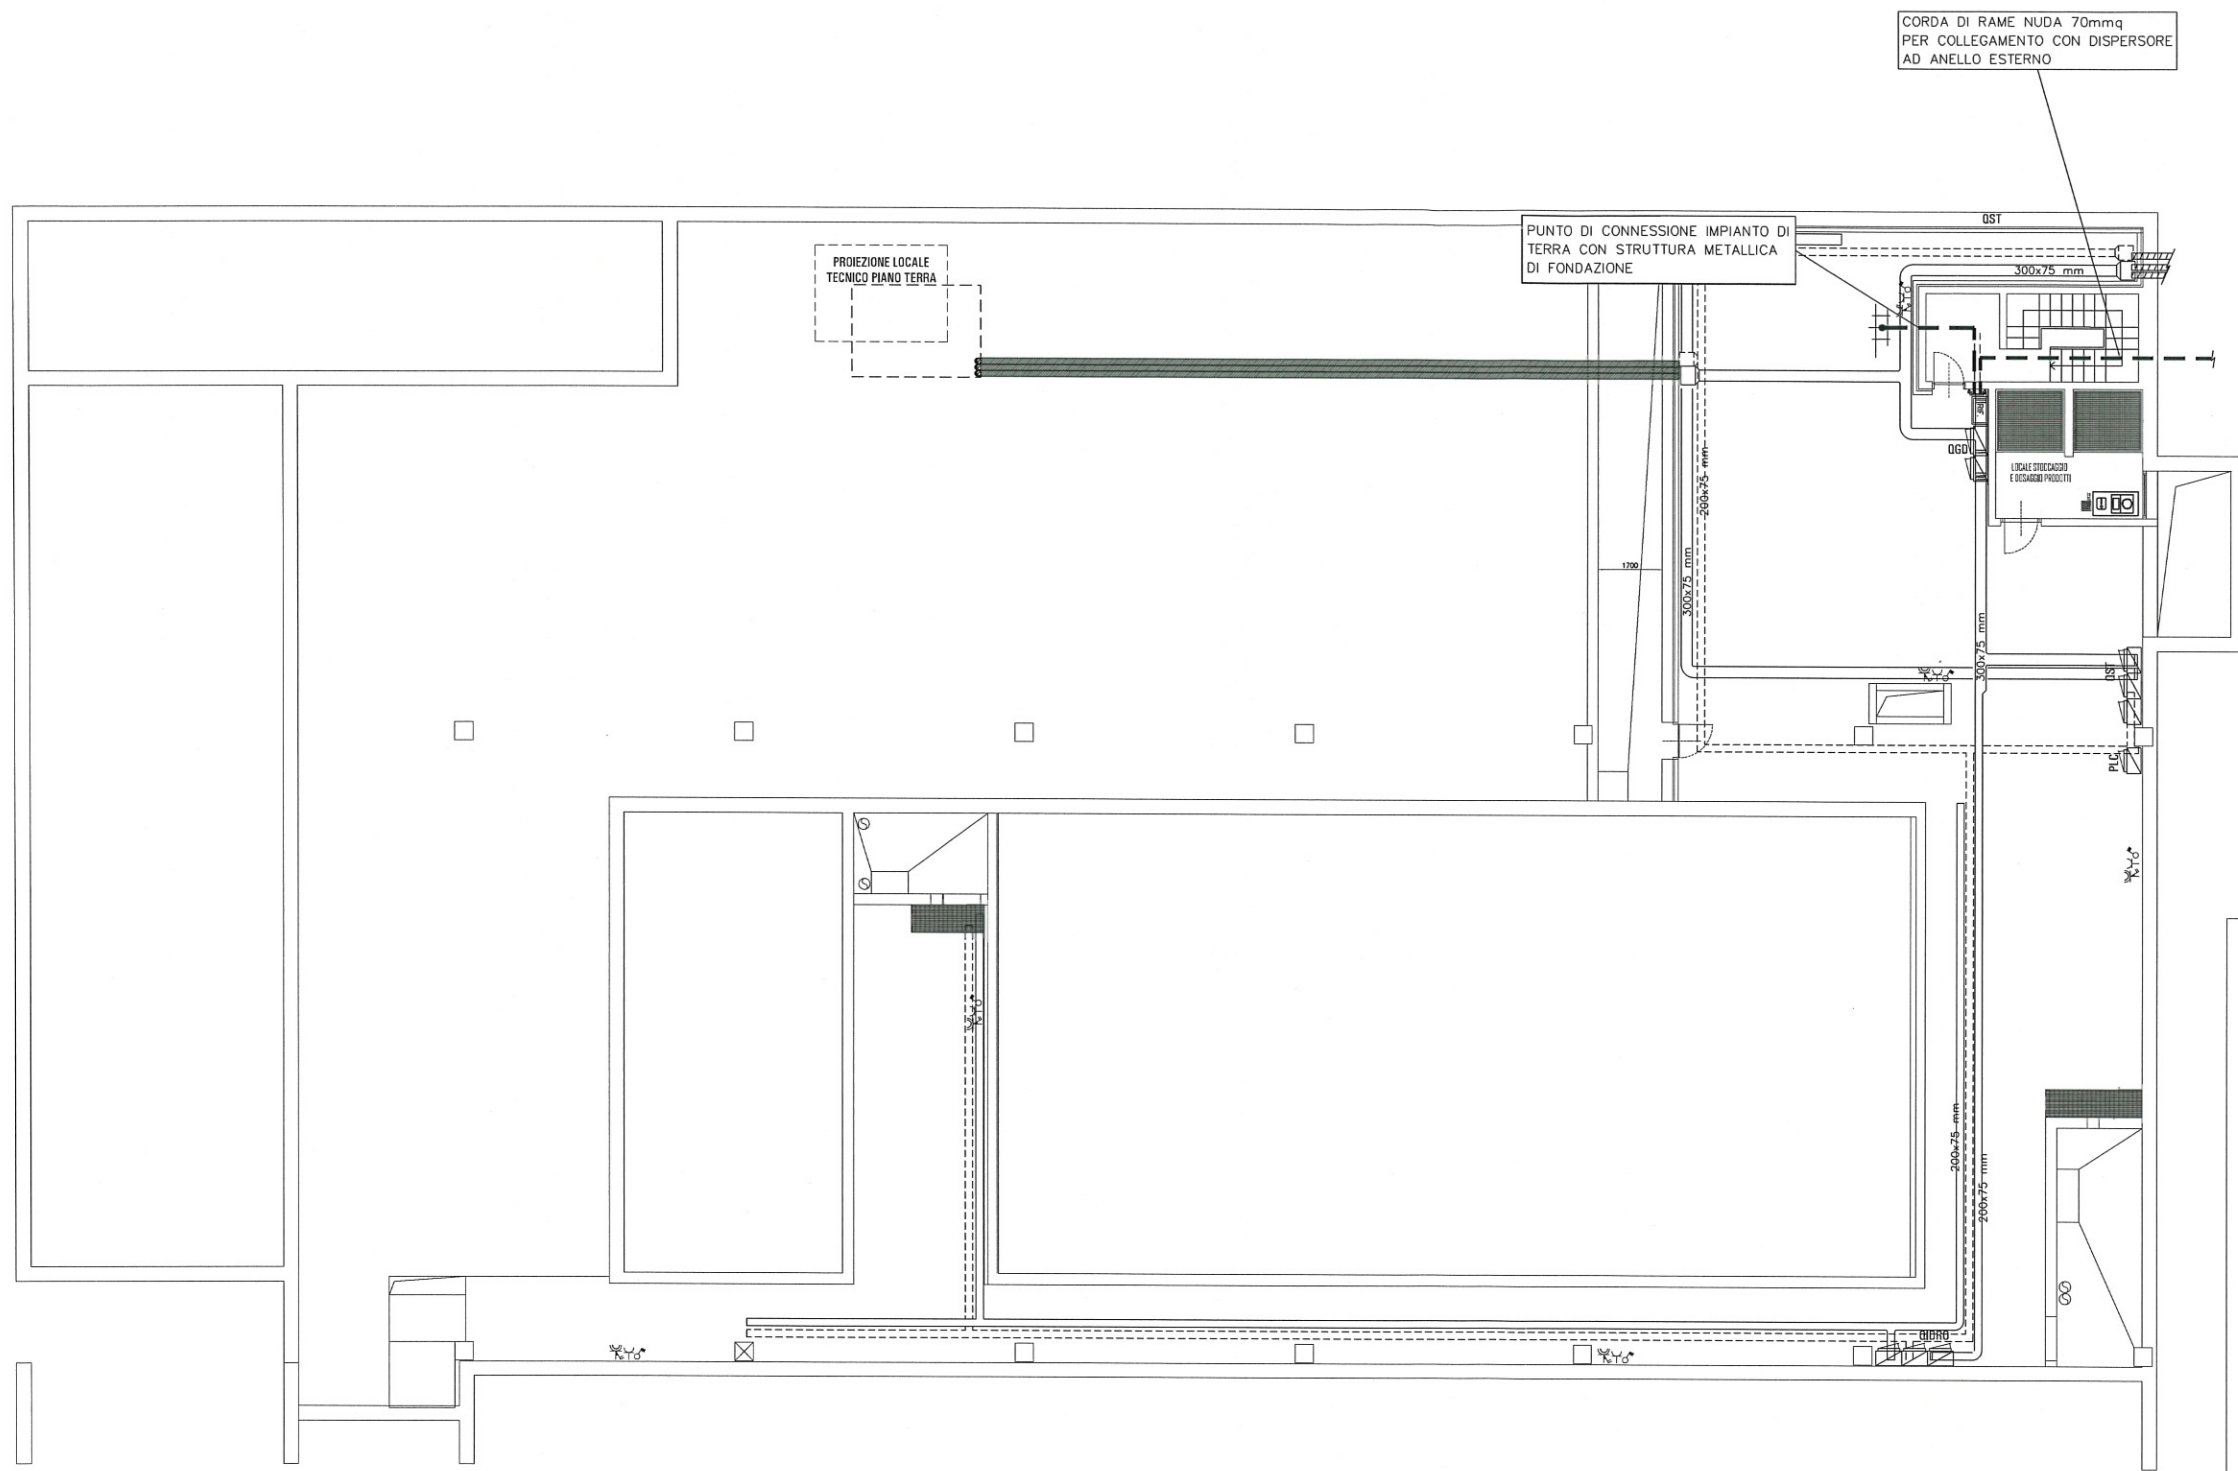 CORDA DI RAME NUDA 70mmq
PER COLLEGAMENTO CON DISPERSORE
AD ANELLO ESTERNO
QST
PUNTO DI CONNESSIONE IMPIANTO DI
TERRA CON STRUTTURA METALLICA
DI FONDAZIONE
PROIEZIONE LOCALE
TECNICO PIANO TERRA
300x75 mm
RIF.
QGD
LOCALE STOCCAGGIO
E DOSAGGIO PRODOTTI
200x75 mm
1700
300x75 mm
300x75 mm
QST
PLC
200x75 mm
200x75 mm
QIDRO